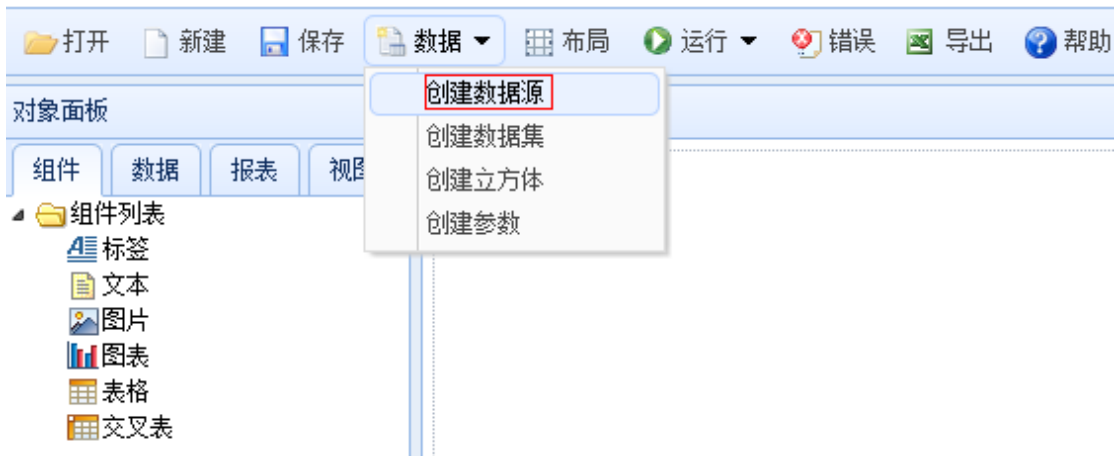 打开 新建 保存 数据 布局 运行 错误 导出 帮助
对象面板
创建数据源
创建数据集
创建立方体
创建参数
组件 数据 报表 视图
组件列表
标签
文本
图片
图表
表格
交叉表